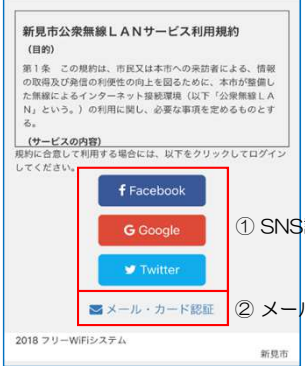 新見市公衆無線LANサービス利用規約
(目的)
第1条 この規約は、市民又は本市への来訪者による、情報
の取得及び発信の利便性の向上を図るために、本市が整備し
た無線によるインターネット接続環境（以下「公衆無線LA
N」という。）の利用に関し、必要な事項を定めるものとす
る。
(サービスの内容)
規約に合意して利用する場合には、以下をクリックしてログイン
してください。
Facebook
Google
① SNS
Twitter
メール・カード認証
② メール
2018 フリーWiFiシステム
新見市